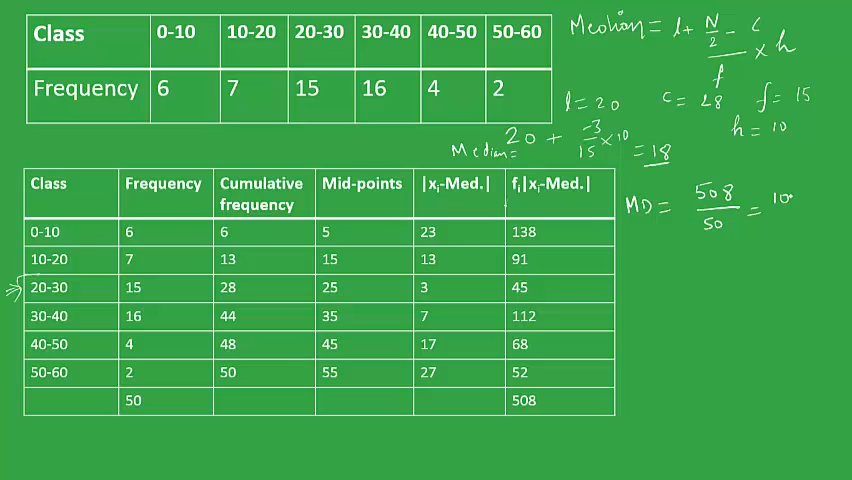 Class 0-10 10-20 20-30 30-40 40-50 50-60
Frequency 6 7 15 16 4 2
Median = l + N/2 - C / f × h
l = 20 C = 28 f = 15
h = 10
Median = 20 + -3/15 × 10 = 18
Class Frequency Cumulative frequency Mid-points |xi-Med.| fi|xi-Med.|
0-10 6 6 5 23 138
10-20 7 13 15 13 91
20-30 15 28 25 3 45
30-40 16 44 35 7 112
40-50 4 48 45 17 68
50-60 2 50 55 27 52
50 508
MD = 508/50 = 10.